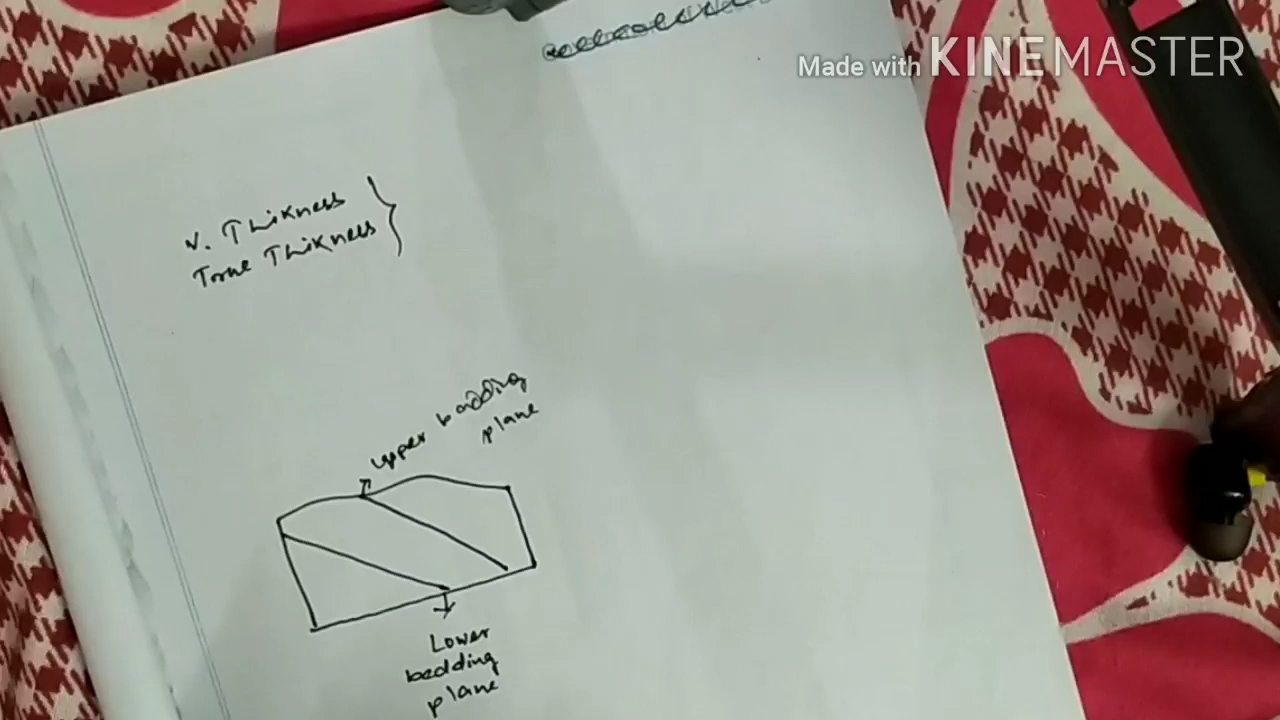 Made with KINEMASTER
V. Thikness
True Thikness
upper bedding
plane
Lower
bedding
plane